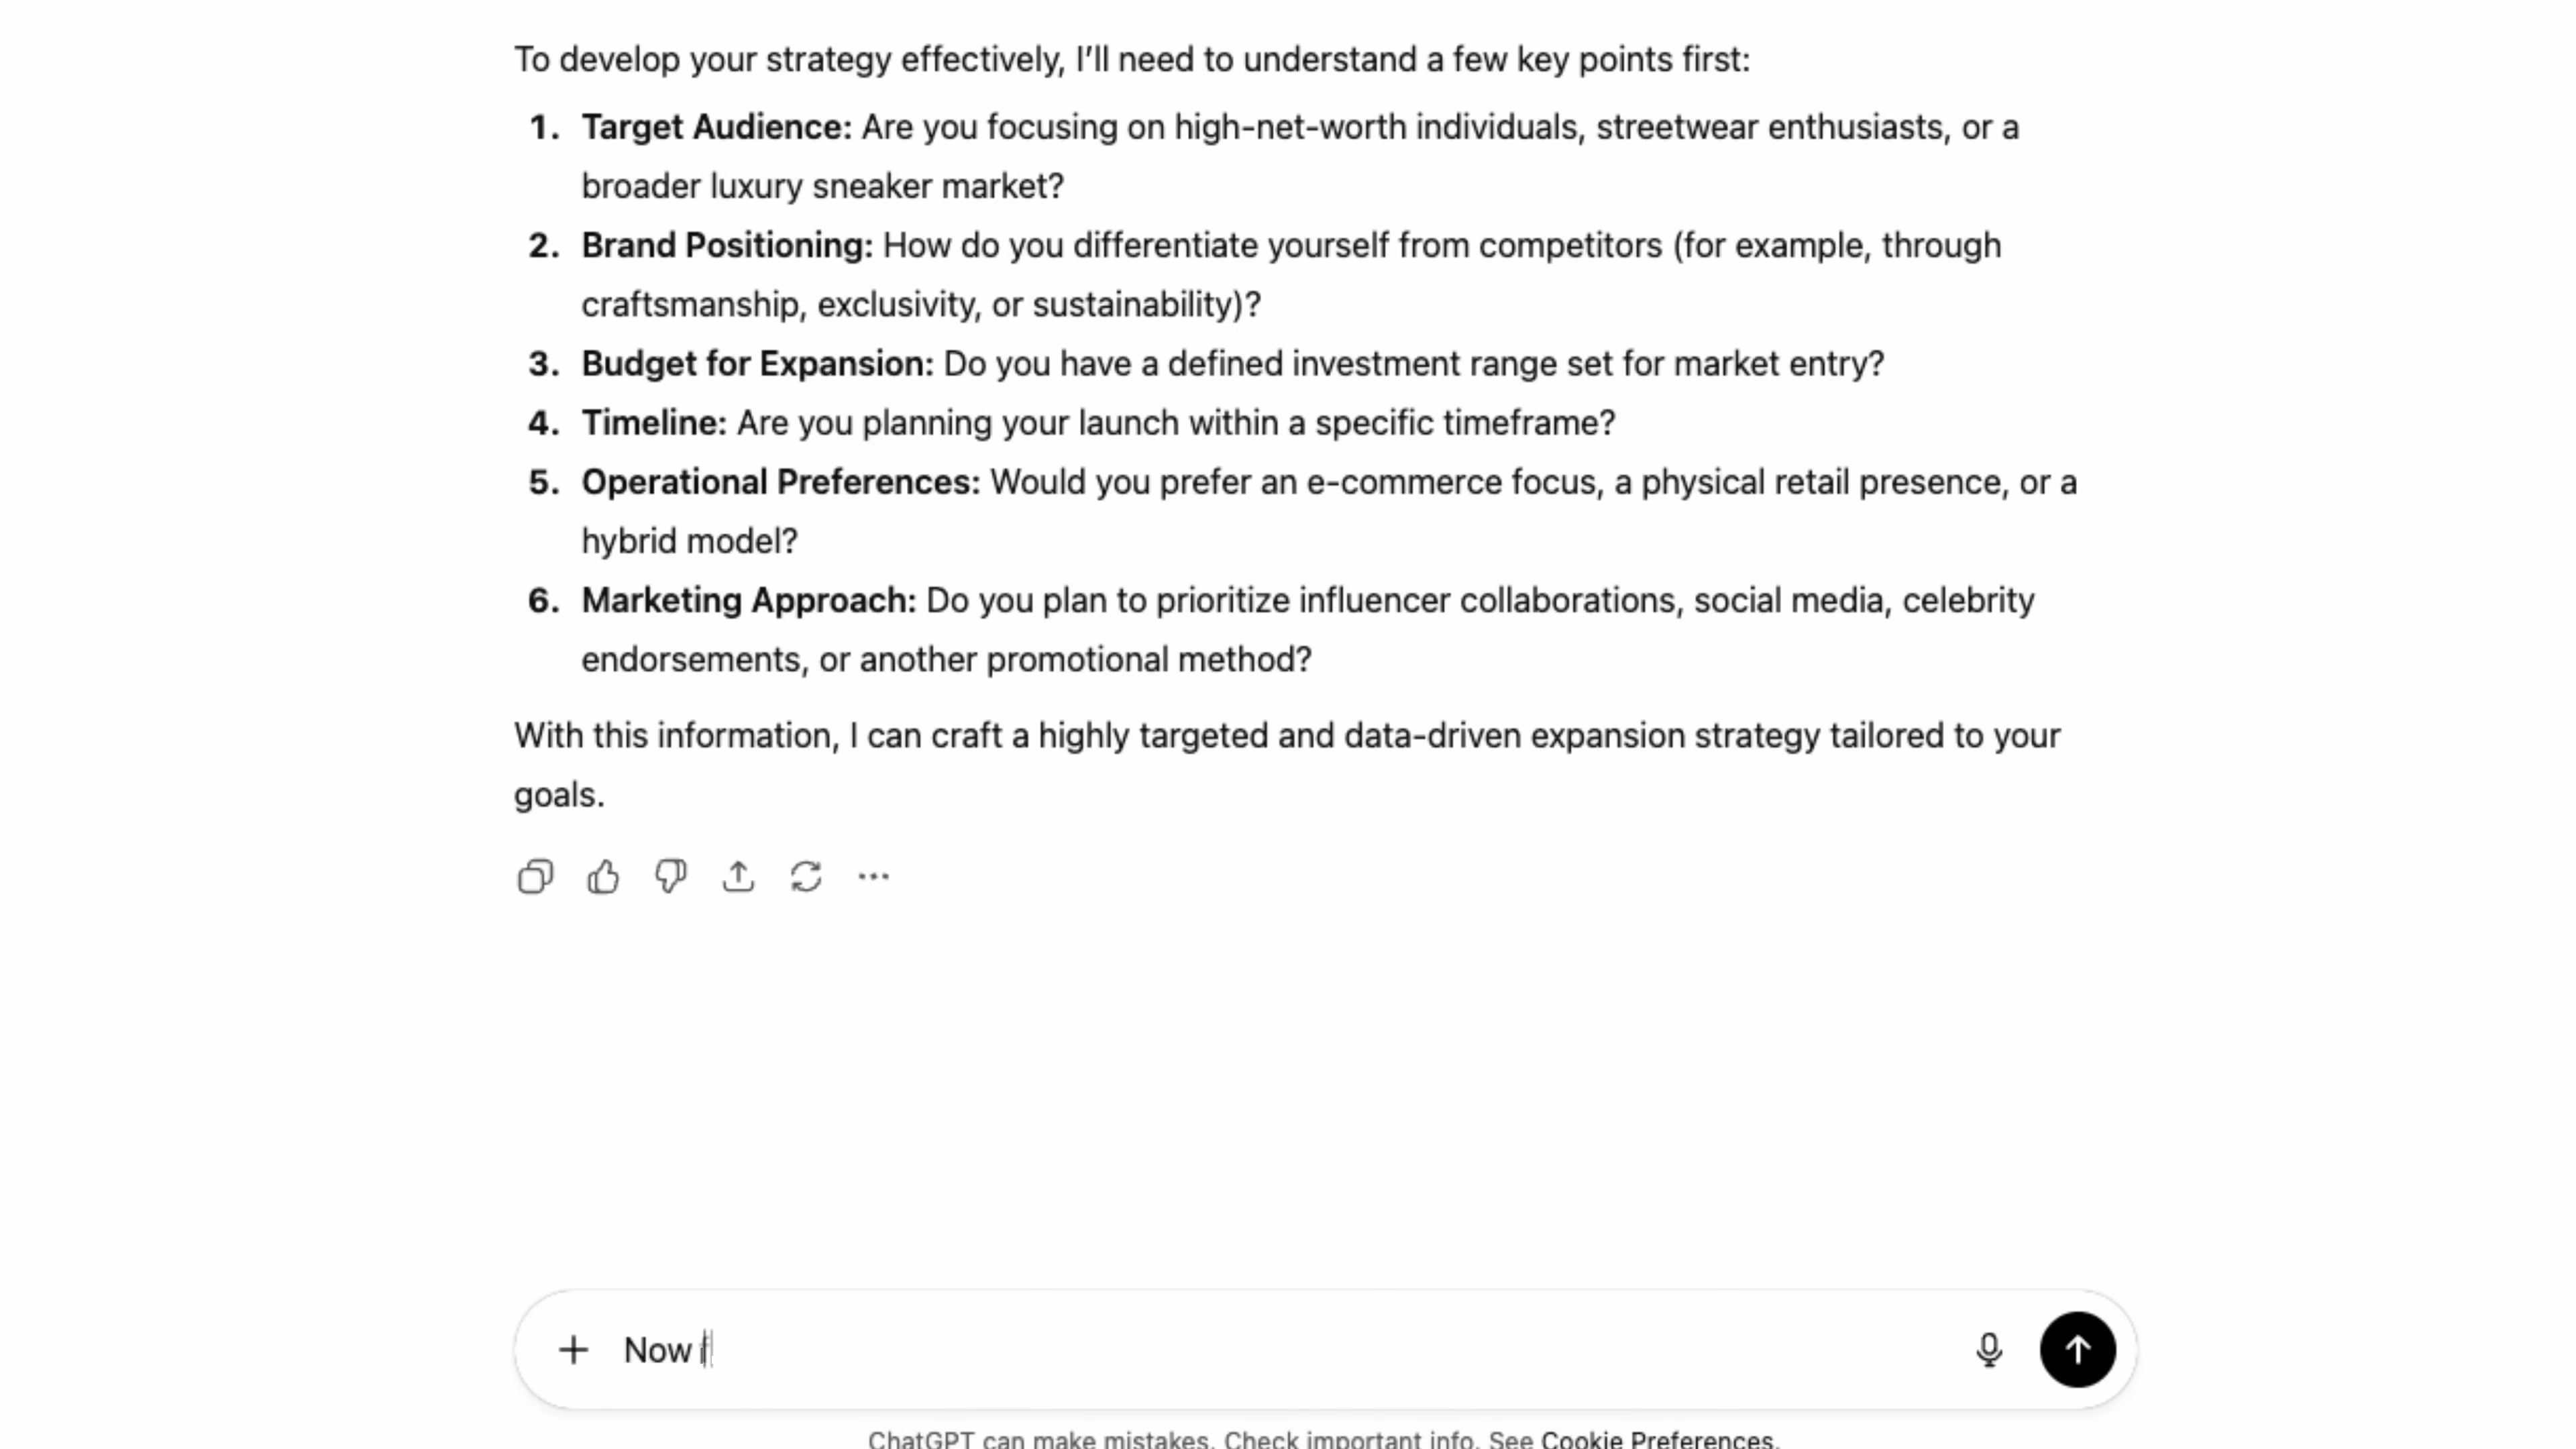 To develop your strategy effectively, I’ll need to understand a few key points first:
1. Target Audience: Are you focusing on high-net-worth individuals, streetwear enthusiasts, or a
broader luxury sneaker market?
2. Brand Positioning: How do you differentiate yourself from competitors (for example, through
craftsmanship, exclusivity, or sustainability)?
3. Budget for Expansion: Do you have a defined investment range set for market entry?
4. Timeline: Are you planning your launch within a specific timeframe?
5. Operational Preferences: Would you prefer an e-commerce focus, a physical retail presence, or a
hybrid model?
6. Marketing Approach: Do you plan to prioritize influencer collaborations, social media, celebrity
endorsements, or another promotional method?
With this information, I can craft a highly targeted and data-driven expansion strategy tailored to your
goals.
Now
ChatGPT can make mistakes. Check important info. See Cookie Preferences.